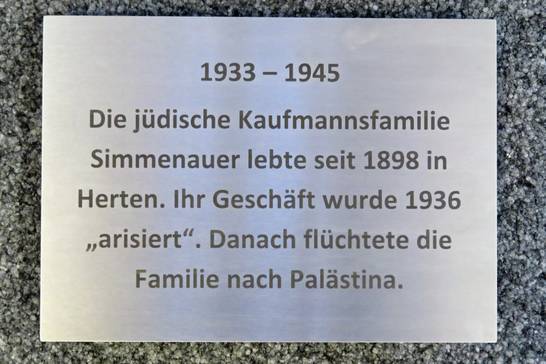 1933 – 1945
Die jüdische Kaufmannsfamilie
Simmenauer lebte seit 1898 in
Herten. Ihr Geschäft wurde 1936
„arisiert“. Danach flüchtete die
Familie nach Palästina.